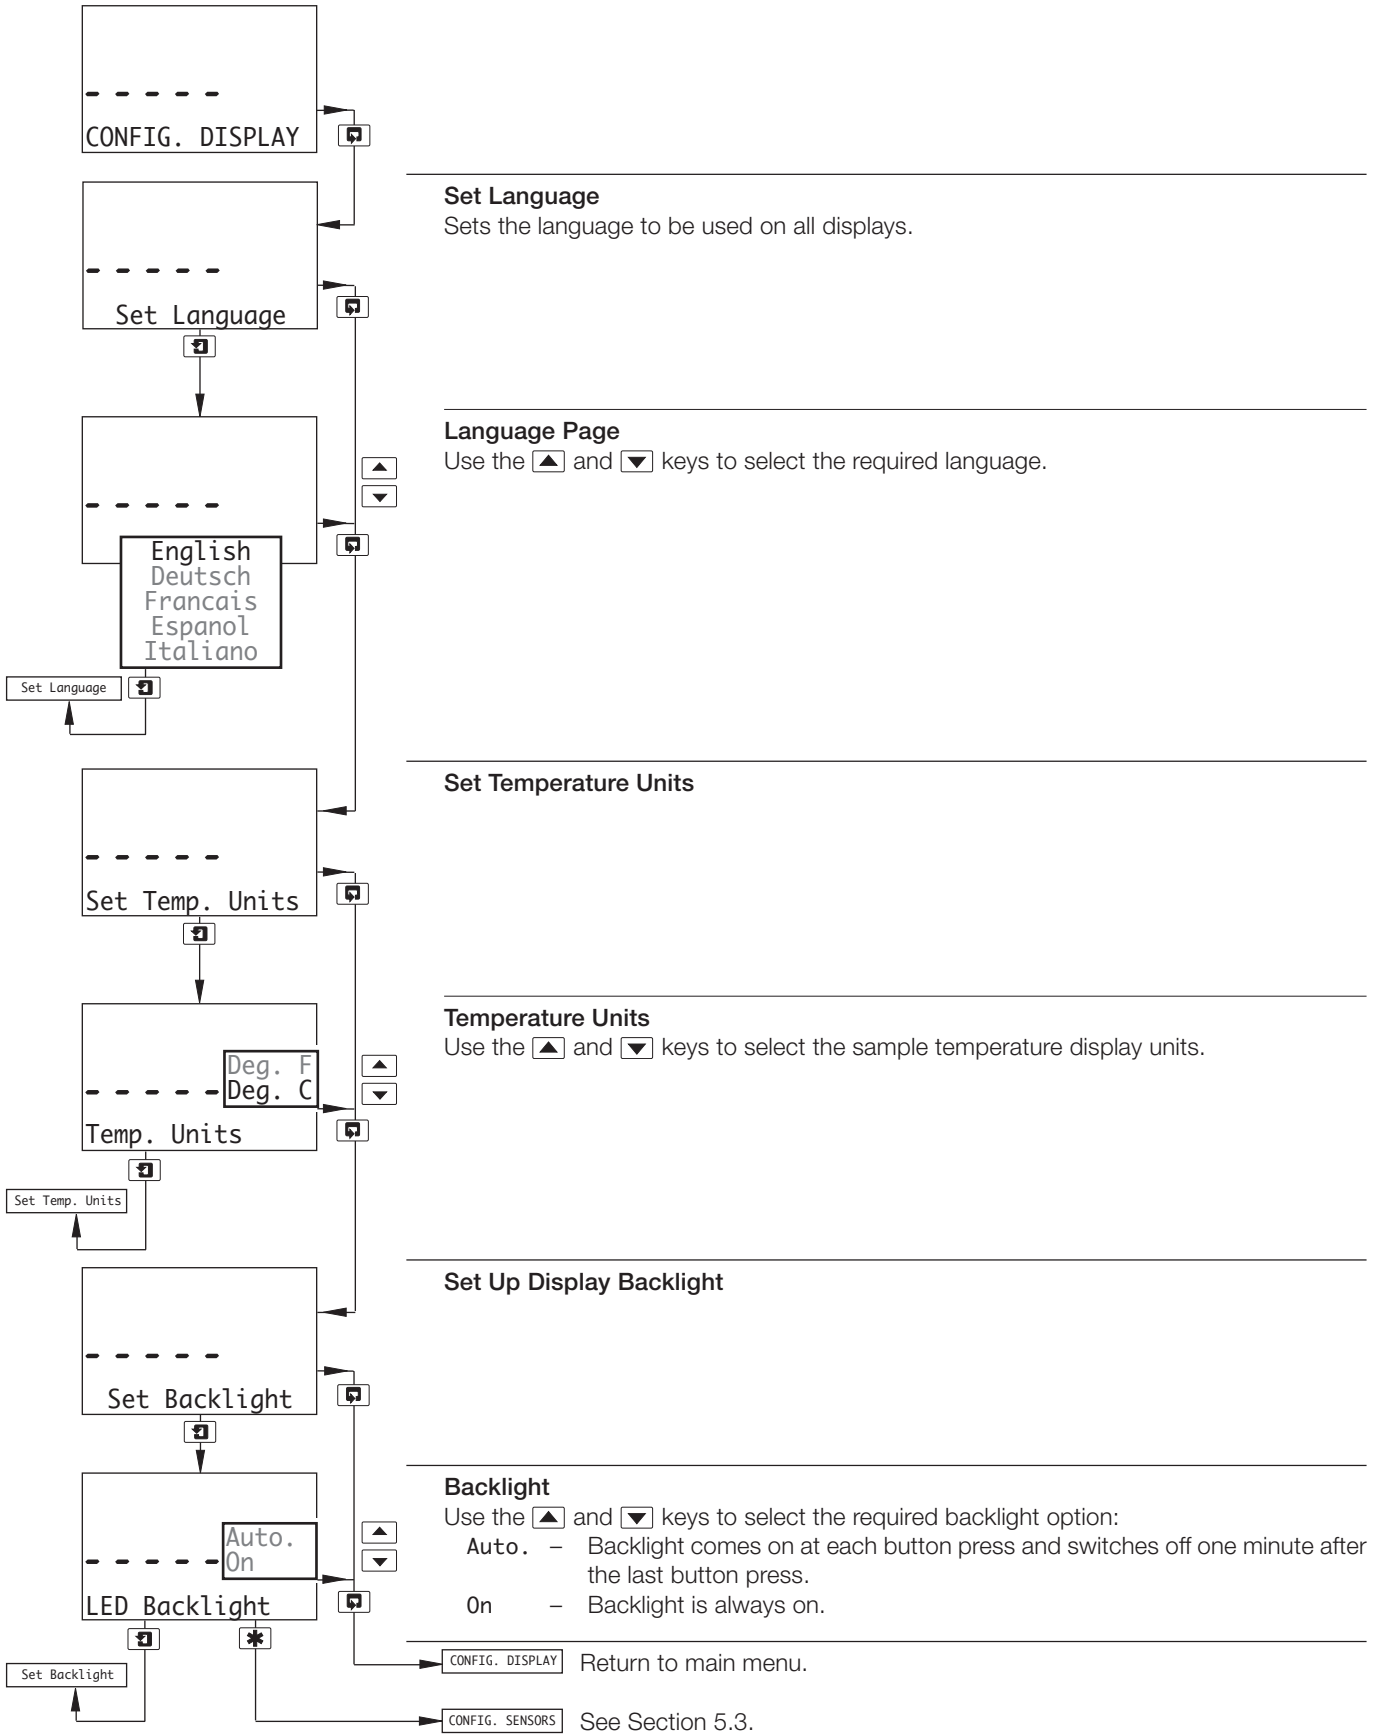 CONFIG. DISPLAY
Set Language
Sets the language to be used on all displays.
Set Language
Language Page
Use the ▲ and ▼ keys to select the required language.
English
Deutsch
Francais
Espanol
Italiano
Set Language
Set Temperature Units
Set Temp. Units
Temperature Units
Use the ▲ and ▼ keys to select the sample temperature display units.
Deg. F
Deg. C
Temp. Units
Set Temp. Units
Set Up Display Backlight
Set Backlight
Backlight
Use the ▲ and ▼ keys to select the required backlight option:
Auto. – Backlight comes on at each button press and switches off one minute after
the last button press.
On – Backlight is always on.
Auto.
On
LED Backlight
CONFIG. DISPLAY Return to main menu.
Set Backlight
CONFIG. SENSORS See Section 5.3.